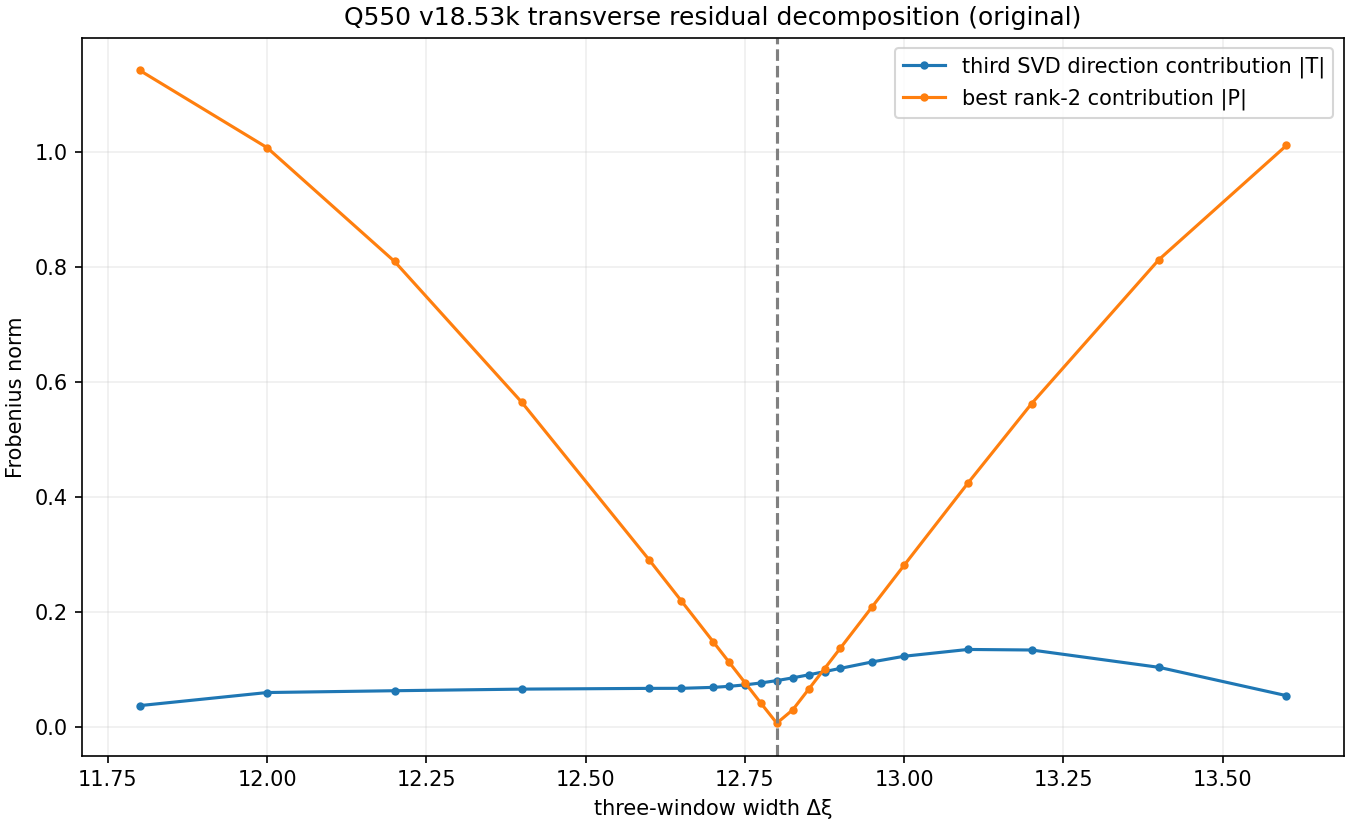 Q550 v18.53k transverse residual decomposition (original)
third SVD direction contribution |T|
best rank-2 contribution |P|
Frobenius norm
1.0
0.8
0.6
0.4
0.2
0.0
11.75 12.00 12.25 12.50 12.75 13.00 13.25 13.50
three-window width Δξ